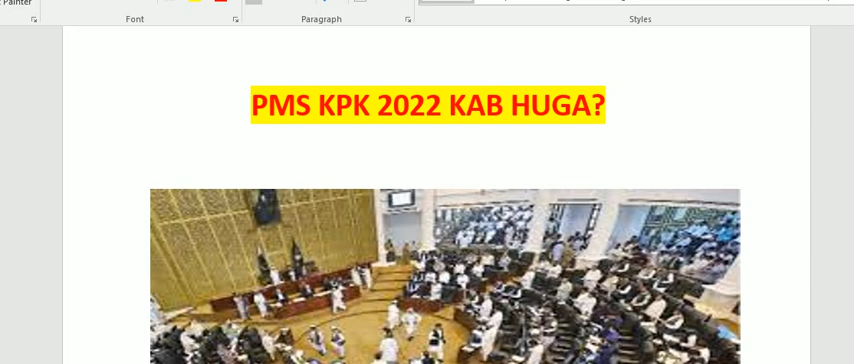 Painter
Font
Paragraph
Styles
PMS KPK 2022 KAB HUGA?